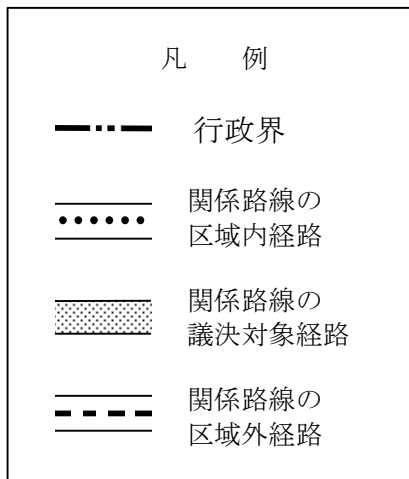 凡　例
行政界
関係路線の
区域内経路
関係路線の
議決対象経路
関係路線の
区域外経路